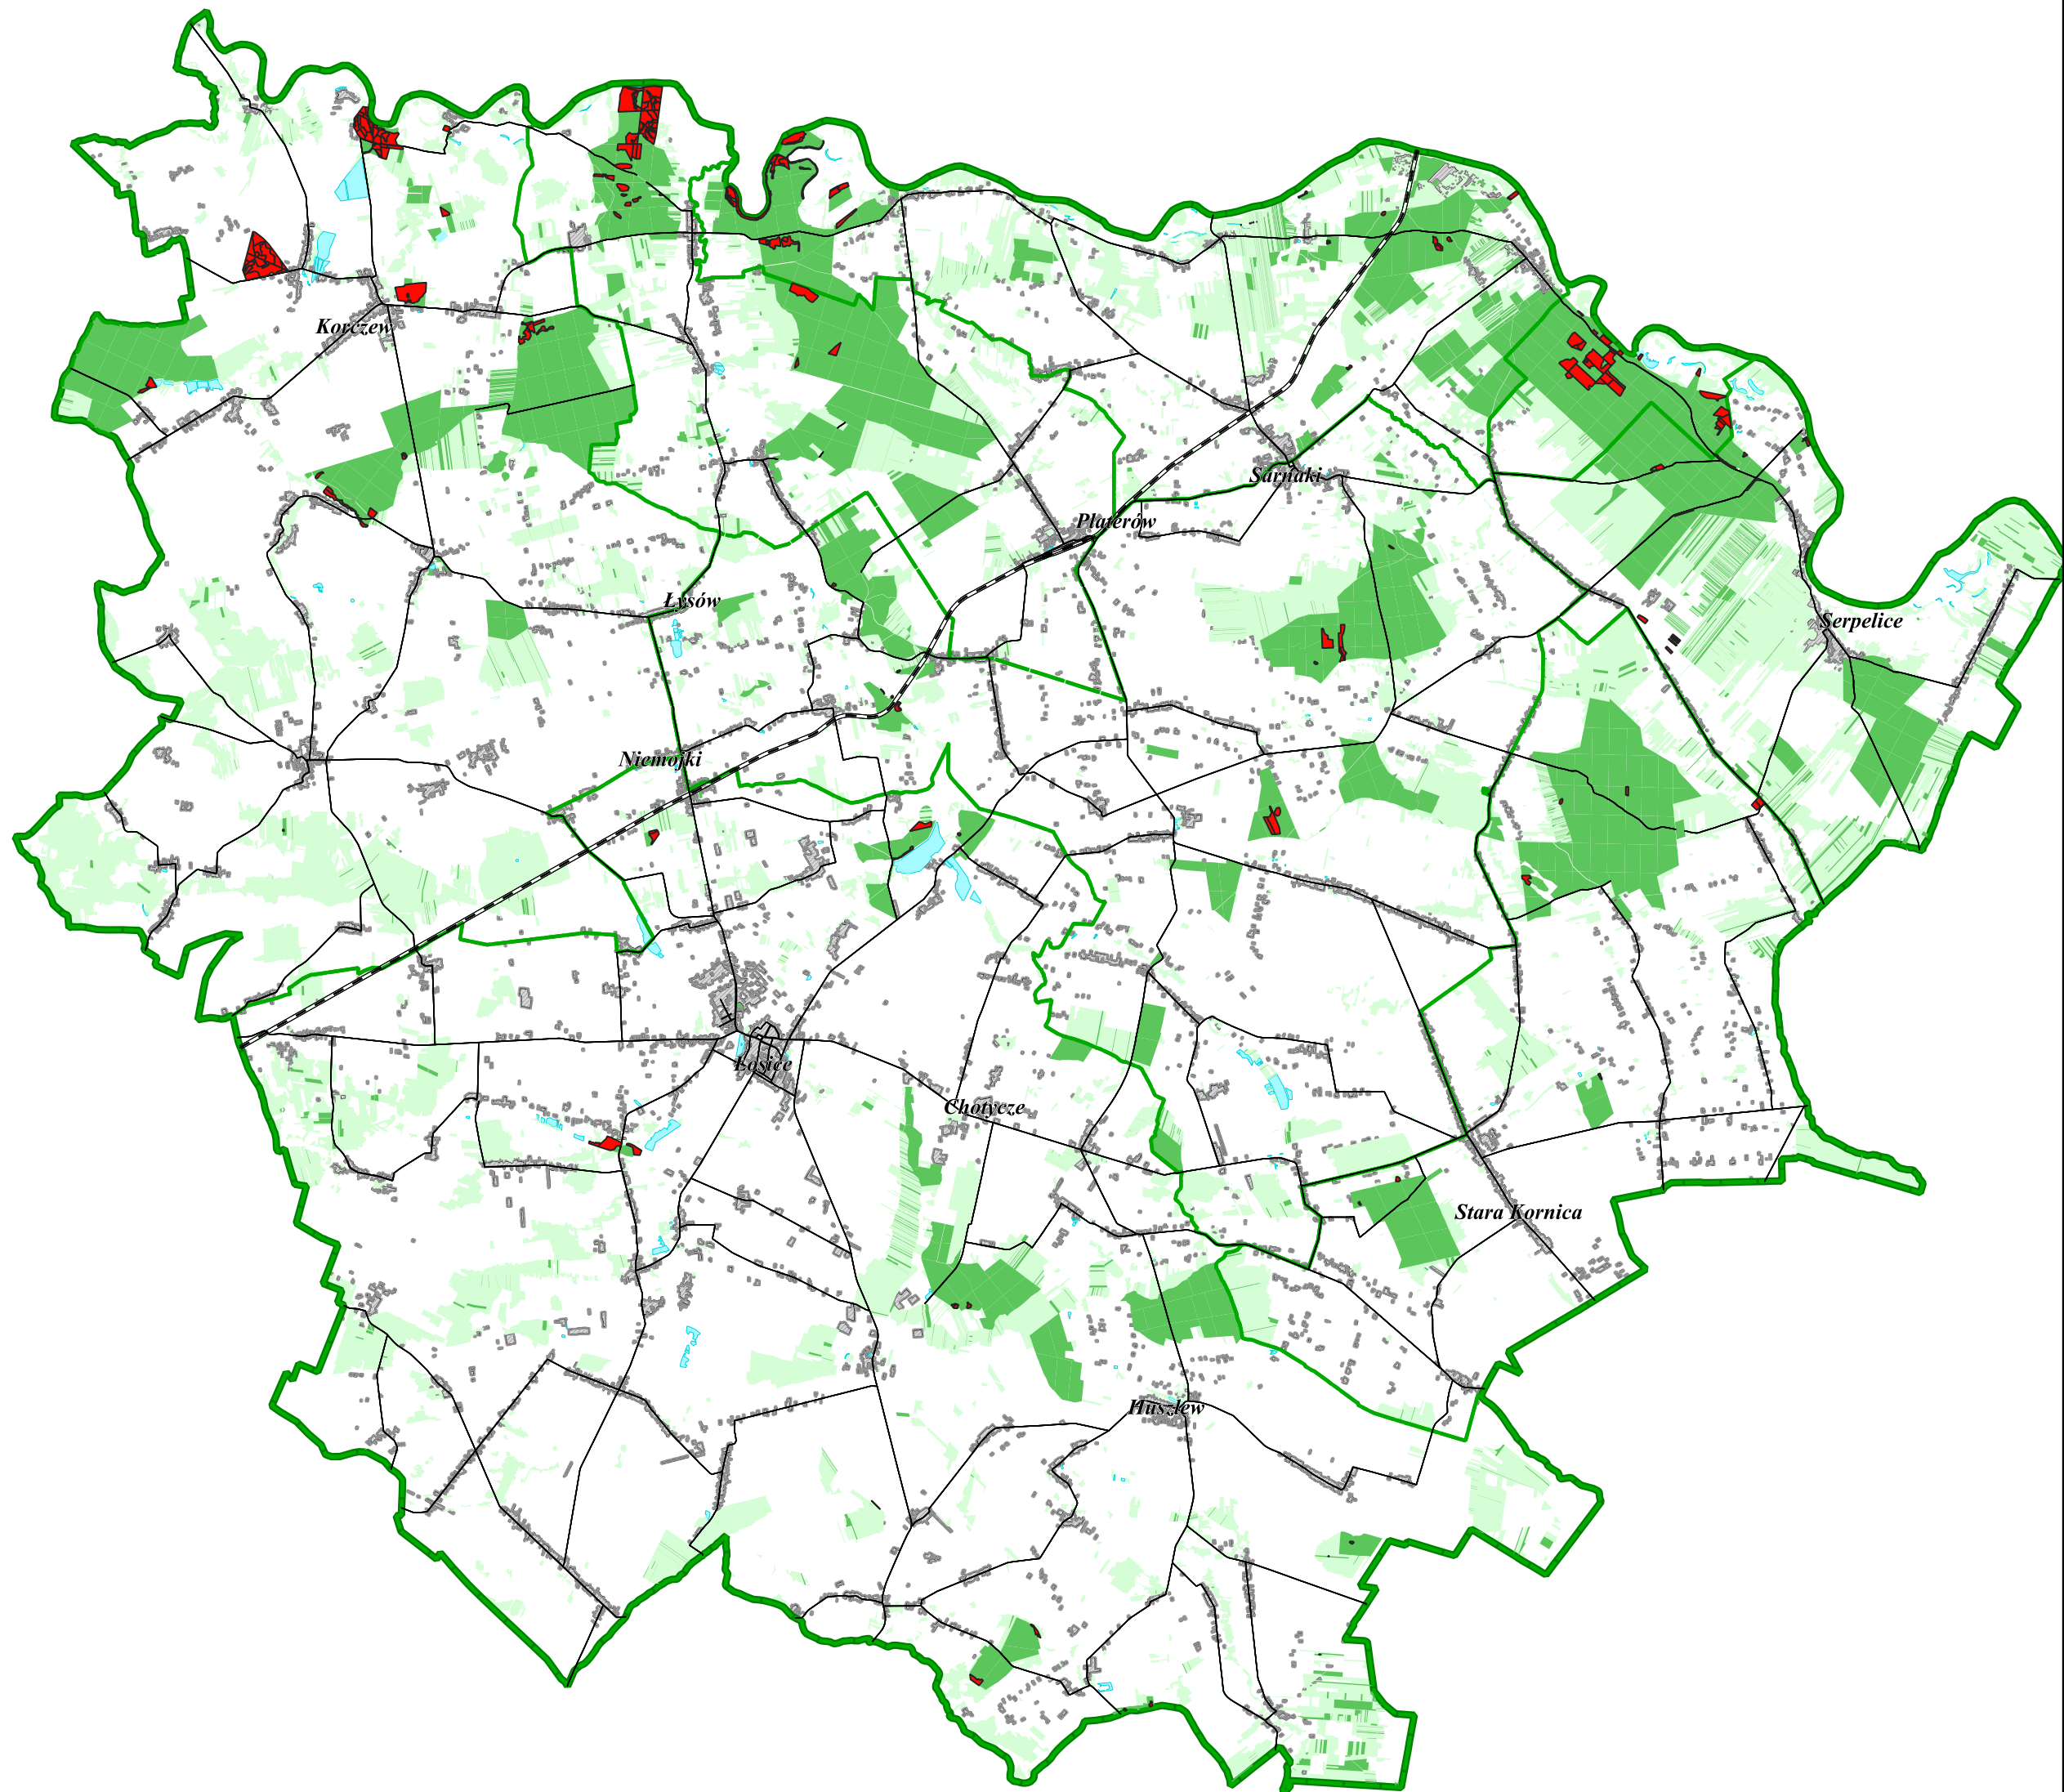 Korczew
Sarnaki
Platerów
Łysów
Serpelice
Niemojki
Łosice
Chotycze
Stara Kornica
Huszlew